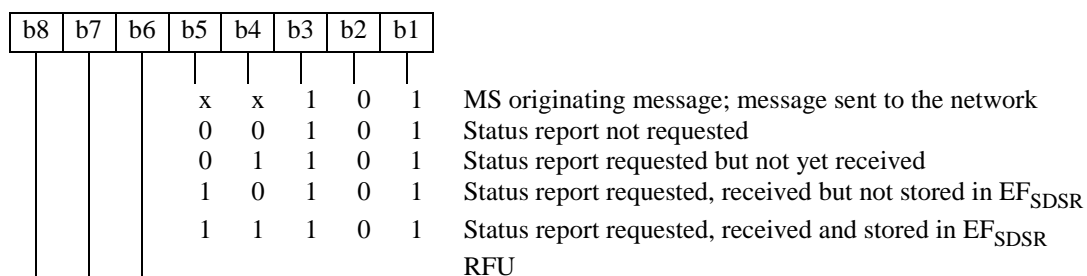 b8 b7 b6 b5 b4 b3 b2 b1
x x 1 0 1 MS originating message; message sent to the network
0 0 1 0 1 Status report not requested
0 1 1 0 1 Status report requested but not yet received
1 0 1 0 1 Status report requested, received but not stored in EFSDSR
1 1 1 0 1 Status report requested, received and stored in EFSDSR
RFU